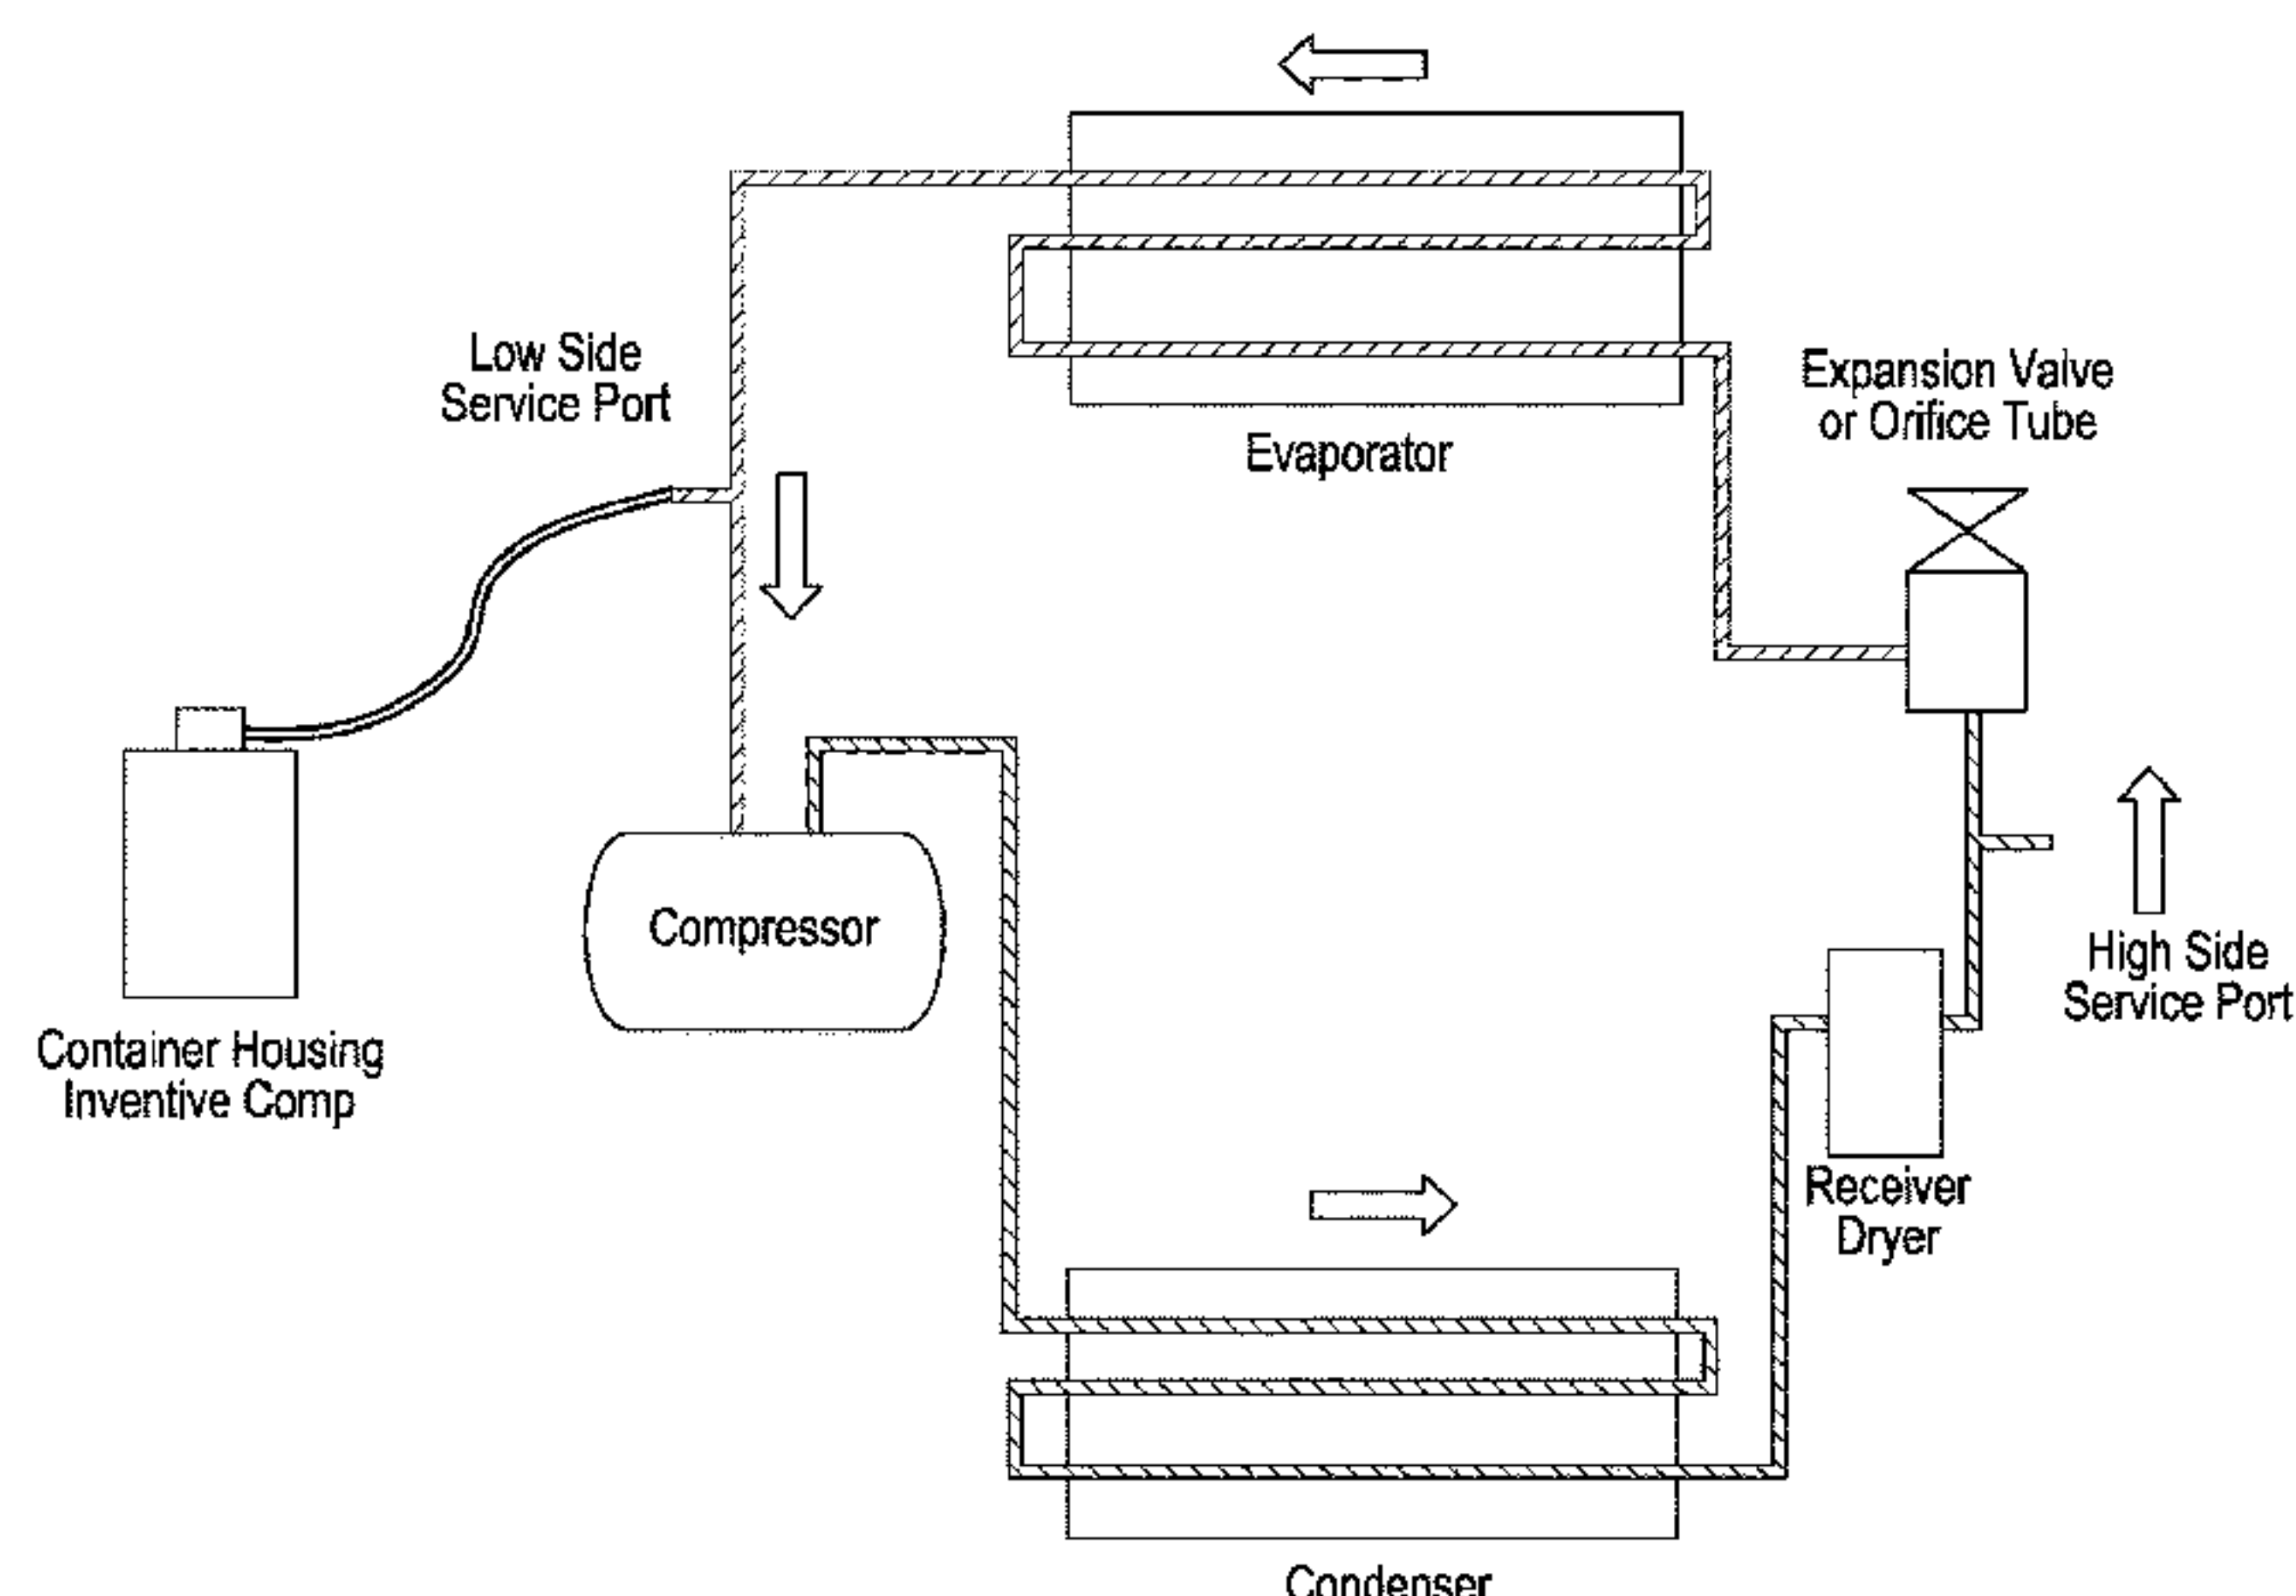 Low Side
Service Port
Evaporator
Expansion Valve
or Orifice Tube
Compressor
High Side
Service Port
Container Housing
Inventive Comp
Receiver
Dryer
Condenser